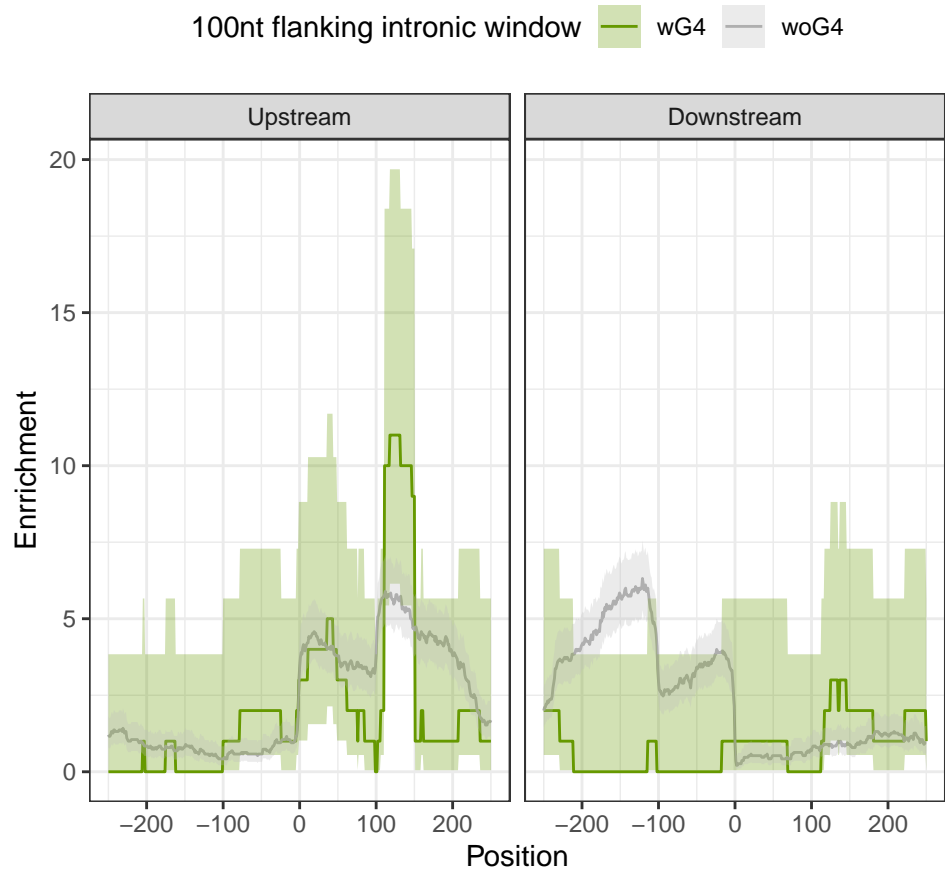 100nt flanking intronic window wG4 woG4
Upstream Downstream
Enrrichment
20
15
10
5
0
−200 −100 0 100 200 −200 −100 0 100 200
Position